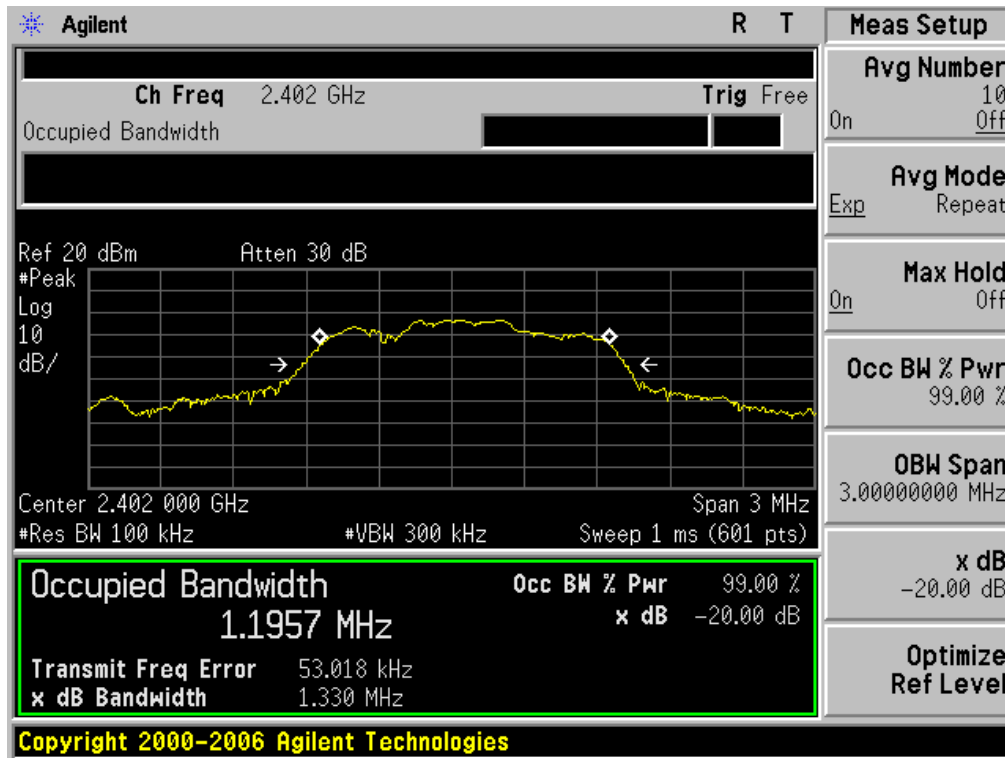 Agilent R T
Ch Freq 2.402 GHz Trig Free
Occupied Bandwidth
Ref 20 dBm Atten 30 dB
#Peak
Log
10
dB/
Center 2.402 000 GHz Span 3 MHz
#Res BW 100 kHz #VBW 300 kHz Sweep 1 ms (601 pts)
Occupied Bandwidth Occ BW % Pwr 99.00 %
1.1957 MHz x dB -20.00 dB
Transmit Freq Error 53.018 kHz
x dB Bandwidth 1.330 MHz
Copyright 2000-2006 Agilent Technologies
Meas Setup
Avg Number
10
On Off
Avg Mode
Exp Repeat
Max Hold
On Off
Occ BW % Pwr
99.00 %
OBW Span
3.00000000 MHz
x dB
-20.00 dB
Optimize
Ref Level